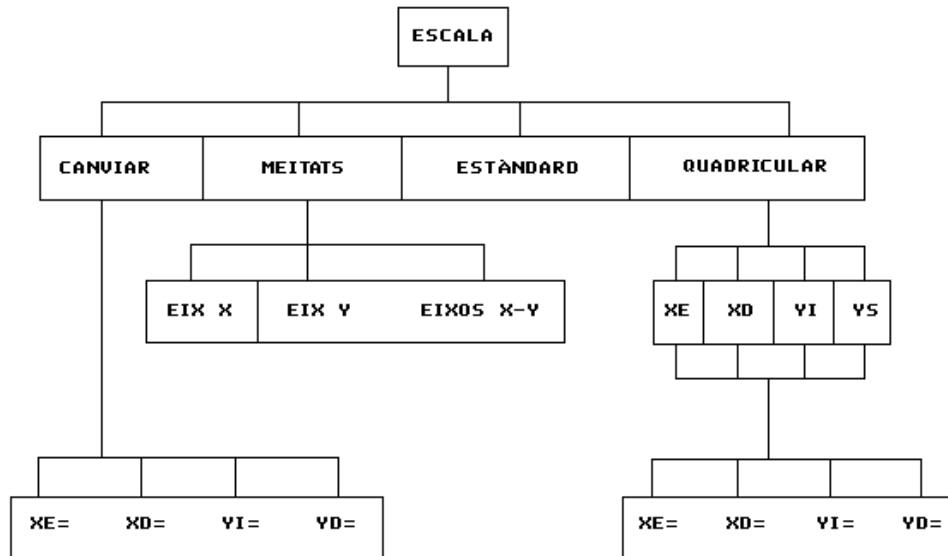 ESCALA
CANVIAR MEITATS ESTÀNDARD QUADRICULAR
EIX X EIX Y EIXOS X-Y
XE XD YI YS
XE= XD= YI= YD=
XE= XD= YI= YD=